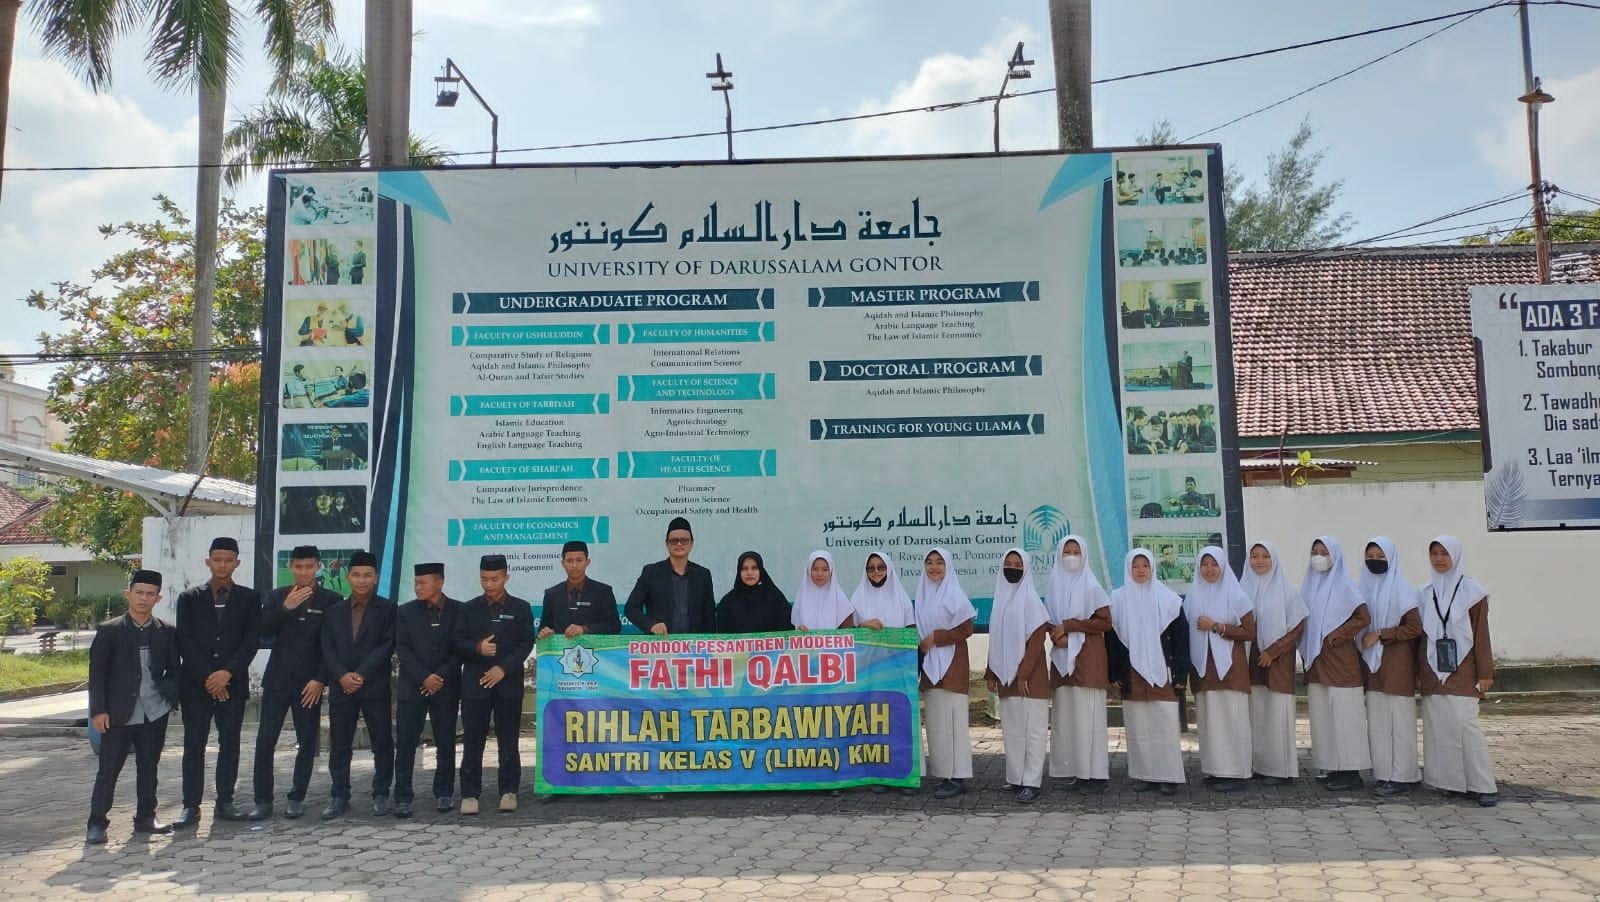 جامعة دارالسلام كونتور
UNIVERSITY OF DARUSSALAM GONTOR
UNDERGRADUATE PROGRAM
FACULTY OF USHULUDDIN
Comparative Study of Religions
Aqidah and Islamic Philosophy
Al-Quran and Tafsir Studies
FACULTY OF TARBIYAH
Islamic Education
Arabic Language Teaching
English Language Teaching
FACULTY OF SHARI'AH
Comparative Jurisprudence
The Law of Islamic Economics
FACULTY OF ECONOMICS
AND MANAGEMENT
Economic
Management
FACULTY OF HUMANITIES
International Relations
Communication Science
FACULTY OF SCIENCE
AND TECHNOLOGY
Informatics Engineering
Agrotechnology
Agro-Industrial Technology
FACULTY OF
HEALTH SCIENCE
Pharmacy
Nutrition Science
Occupational Safety and Health
MASTER PROGRAM
Aqidah and Islamic Philosophy
Arabic Language Teaching
The Law of Islamic Economics
DOCTORAL PROGRAM
Aqidah and Islamic Philosophy
TRAINING FOR YOUNG ULAMA
جامعة دارالسلام كونتور
University of Darussalam Gontor
Raya
Java
“ADA 3 F
1. Takabur
Sombong
2. Tawadh
Dia sad
3. Laa 'ilm
Ternya
PONDOK PESANTREN MODERN
FATHI QALBI
RIHLAH TARBAWIYAH
SANTRI KELAS V (LIMA) KMI